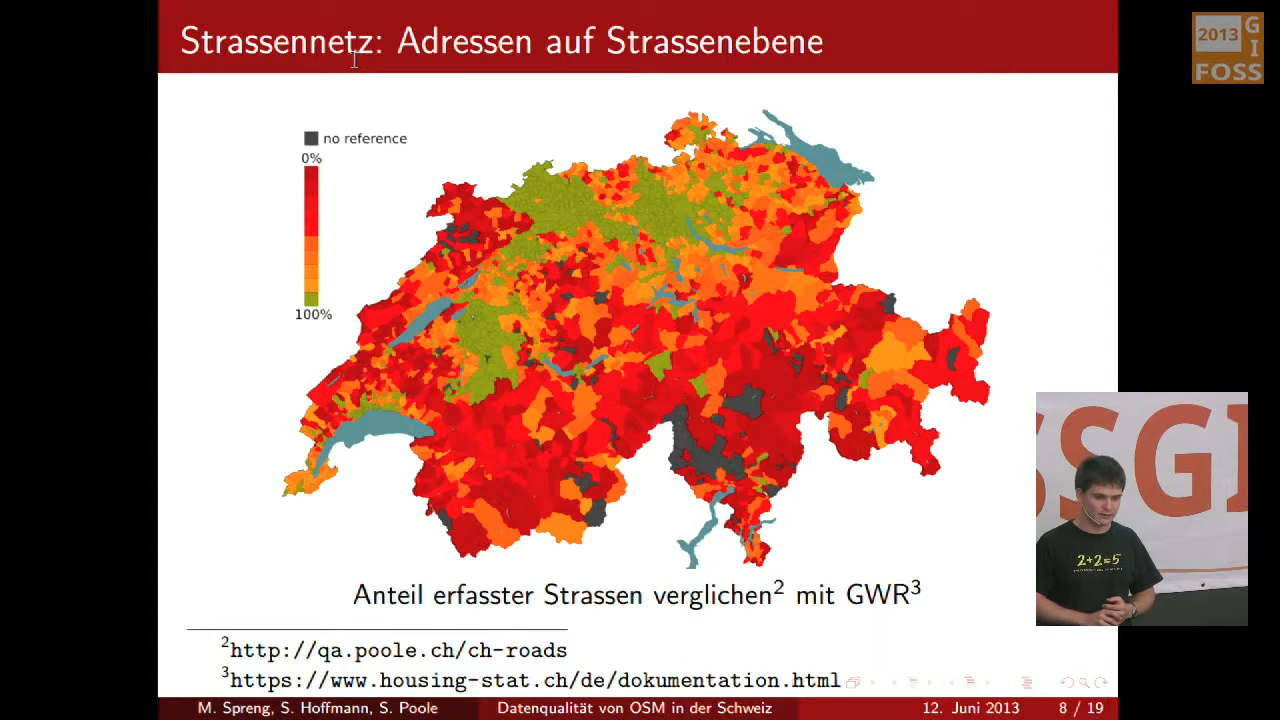 Strassennetz: Adressen auf Strassenebene
2013
GI
FOSS
no reference
0%
100%
SSGI
2+2=5
Anteil erfasster Strassen verglichen² mit GWR³
²http://qa.poole.ch/ch-roads
³https://www.housing-stat.ch/de/dokumentation.html
M. Spreng, S. Hoffmann, S. Poole
Datenqualität von OSM in der Schweiz
12. Juni 2013
8 / 19